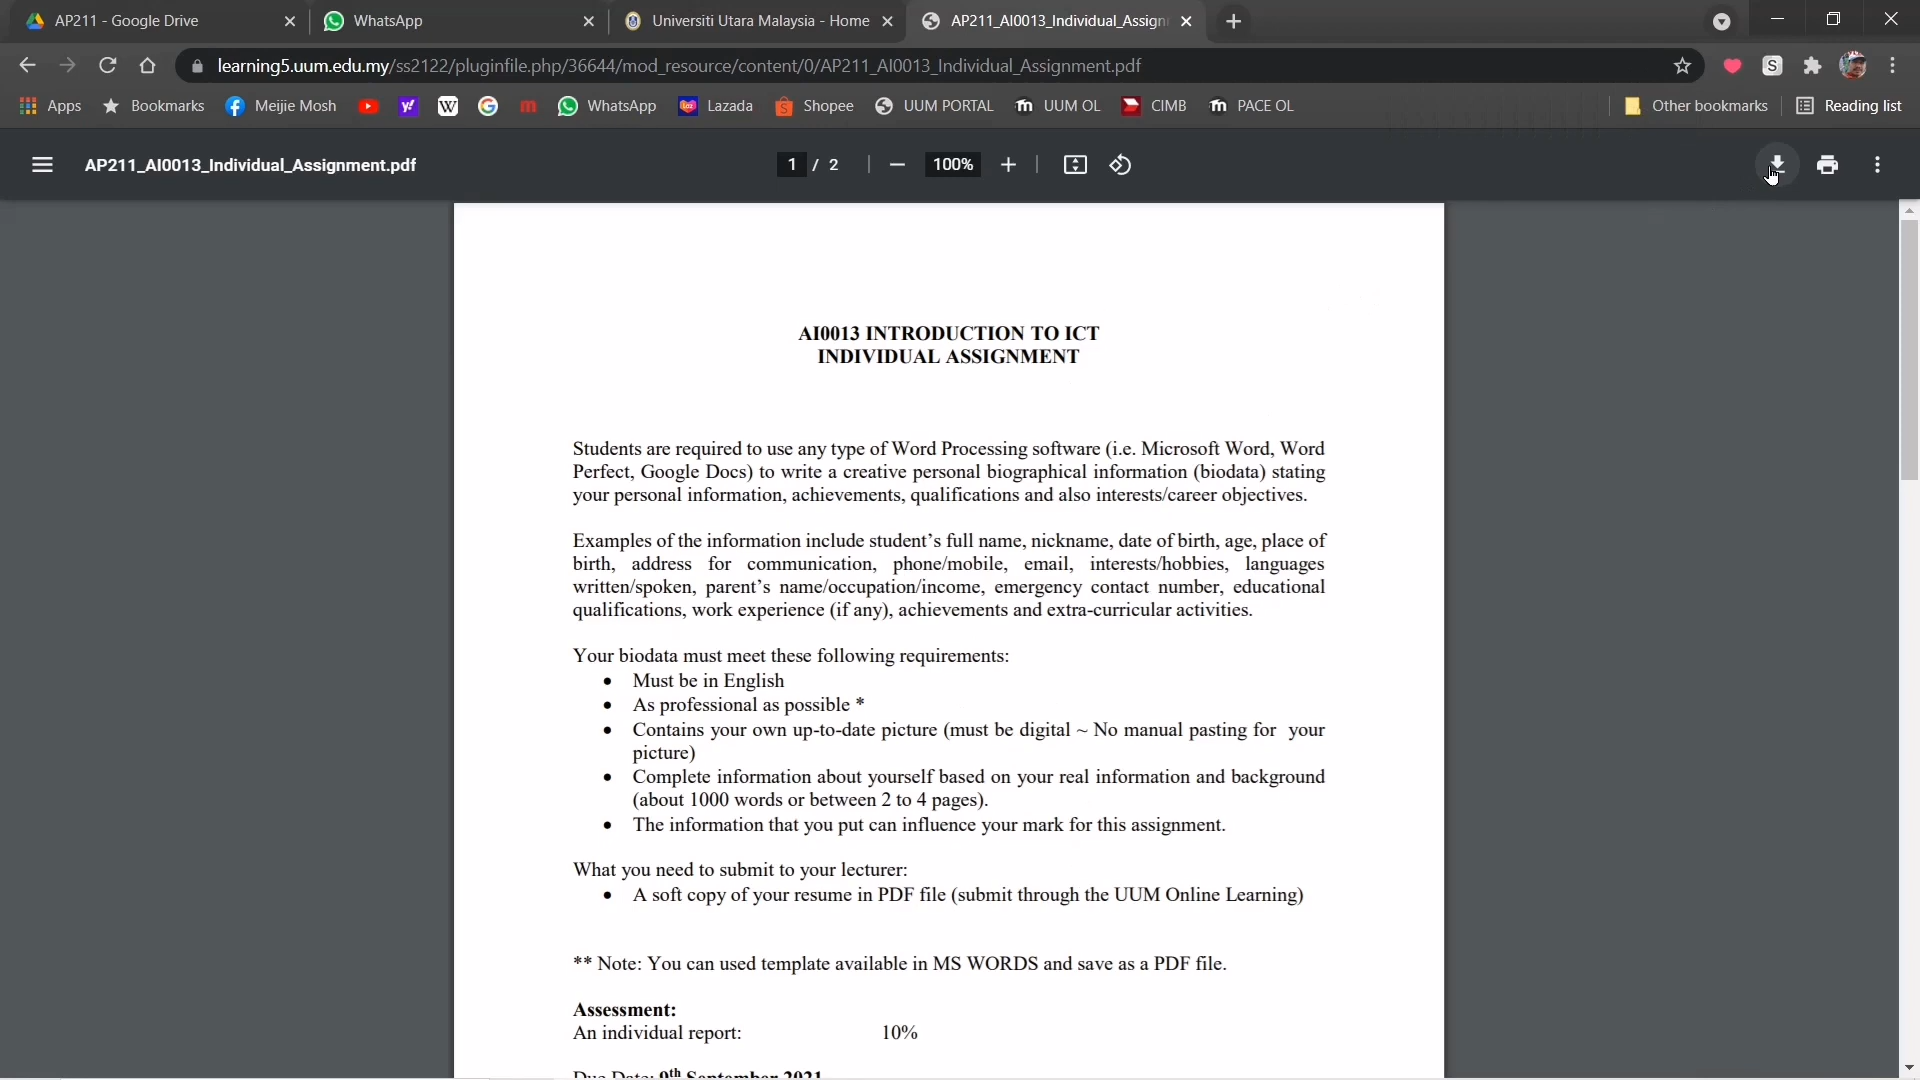 AP211 - Google Drive
WhatsApp
Universiti Utara Malaysia - Home
AP211_AI0013_Individual_Assign
learning5.uum.edu.my/ss2122/pluginfile.php/36644/mod_resource/content/0/AP211_AI0013_Individual_Assignment.pdf
Apps Bookmarks Meijie Mosh WhatsApp Lazada Shopee UUM PORTAL UUM OL CIMB PACE OL Other bookmarks Reading list
AP211_AI0013_Individual_Assignment.pdf 1 / 2 100%
AI0013 INTRODUCTION TO ICT
INDIVIDUAL ASSIGNMENT
Students are required to use any type of Word Processing software (i.e. Microsoft Word, Word
Perfect, Google Docs) to write a creative personal biographical information (biodata) stating
your personal information, achievements, qualifications and also interests/career objectives.
Examples of the information include student's full name, nickname, date of birth, age, place of
birth, address for communication, phone/mobile, email, interests/hobbies, languages
written/spoken, parent's name/occupation/income, emergency contact number, educational
qualifications, work experience (if any), achievements and extra-curricular activities.
Your biodata must meet these following requirements:
• Must be in English
• As professional as possible *
• Contains your own up-to-date picture (must be digital ~ No manual pasting for your
picture)
• Complete information about yourself based on your real information and background
(about 1000 words or between 2 to 4 pages).
• The information that you put can influence your mark for this assignment.
What you need to submit to your lecturer:
• A soft copy of your resume in PDF file (submit through the UUM Online Learning)
** Note: You can used template available in MS WORDS and save as a PDF file.
Assessment:
An individual report: 10%
Due Date: 9th September 2021